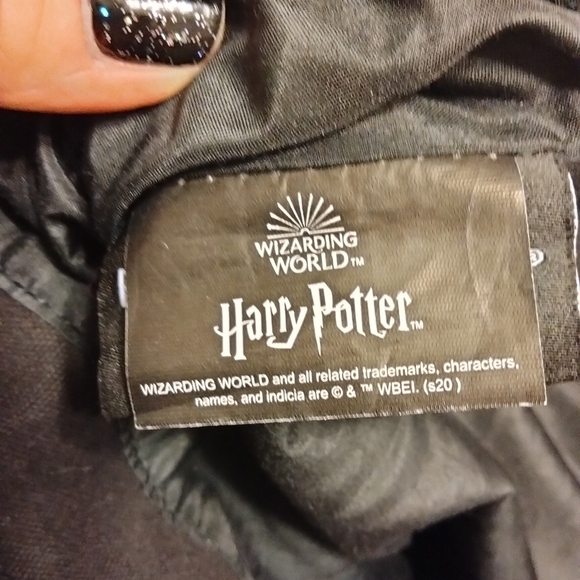 WIZARDING
WORLD™
Harry Potter™
WIZARDING WORLD and all related trademarks, characters,
names, and indicia are © & ™ WBEI. (s20 )